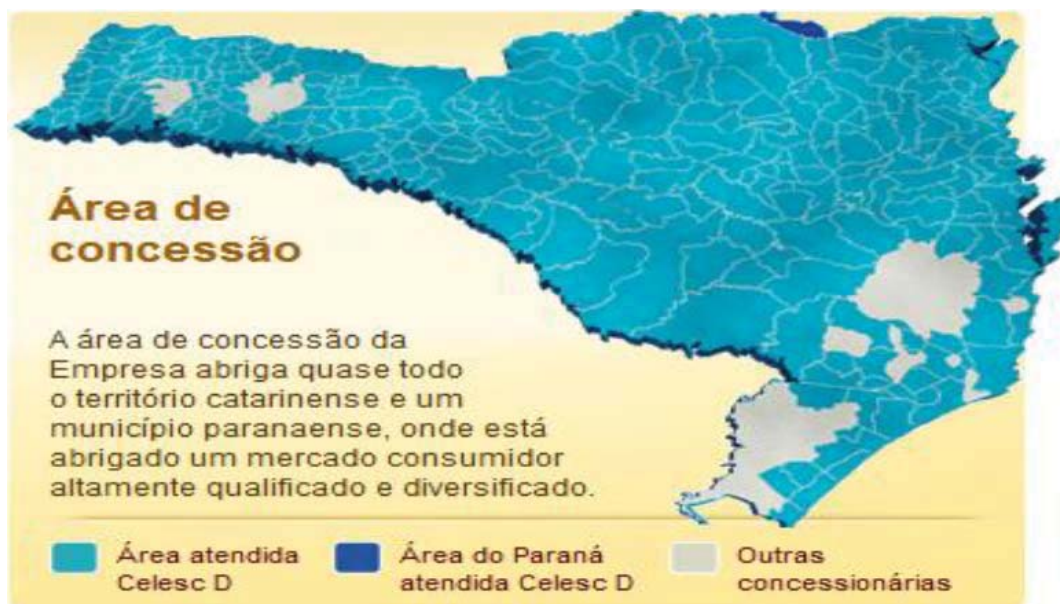 Área de
concessão
A área de concessão da
Empresa abriga quase todo
o território catarinense e um
município paranaense, onde está
abrigado um mercado consumidor
altamente qualificado e diversificado.
Área atendida
Celesc D
Área do Paraná
atendida Celesc D
Outras
concessionárias